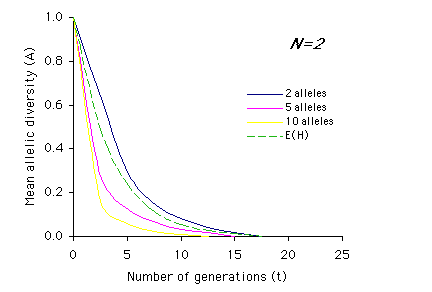 N=2
Mean allelic diversity (A)
1.0
0.8
0.6
0.4
0.2
0.0
2 alleles
5 alleles
10 alleles
E(H)
0 5 10 15 20 25
Number of generations (t)